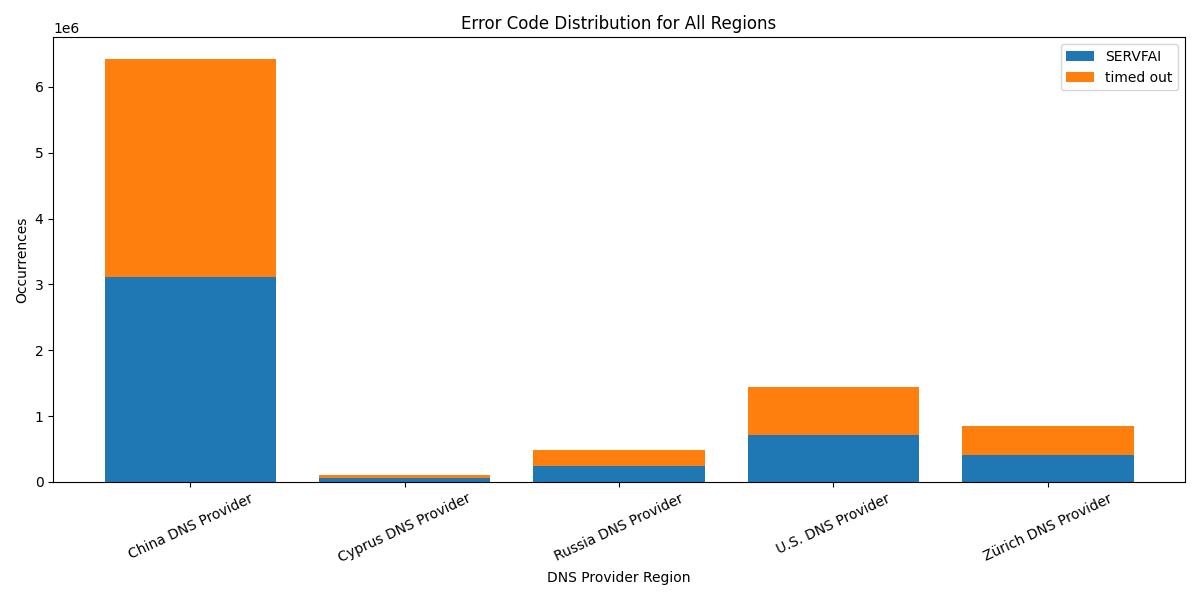 Error Code Distribution for All Regions
1e6
SERVFAI
timed out
6
5
4
3
2
1
0
Occurrences
China DNS Provider
Cyprus DNS Provider
Russia DNS Provider
U.S. DNS Provider
Zürich DNS Provider
DNS Provider Region